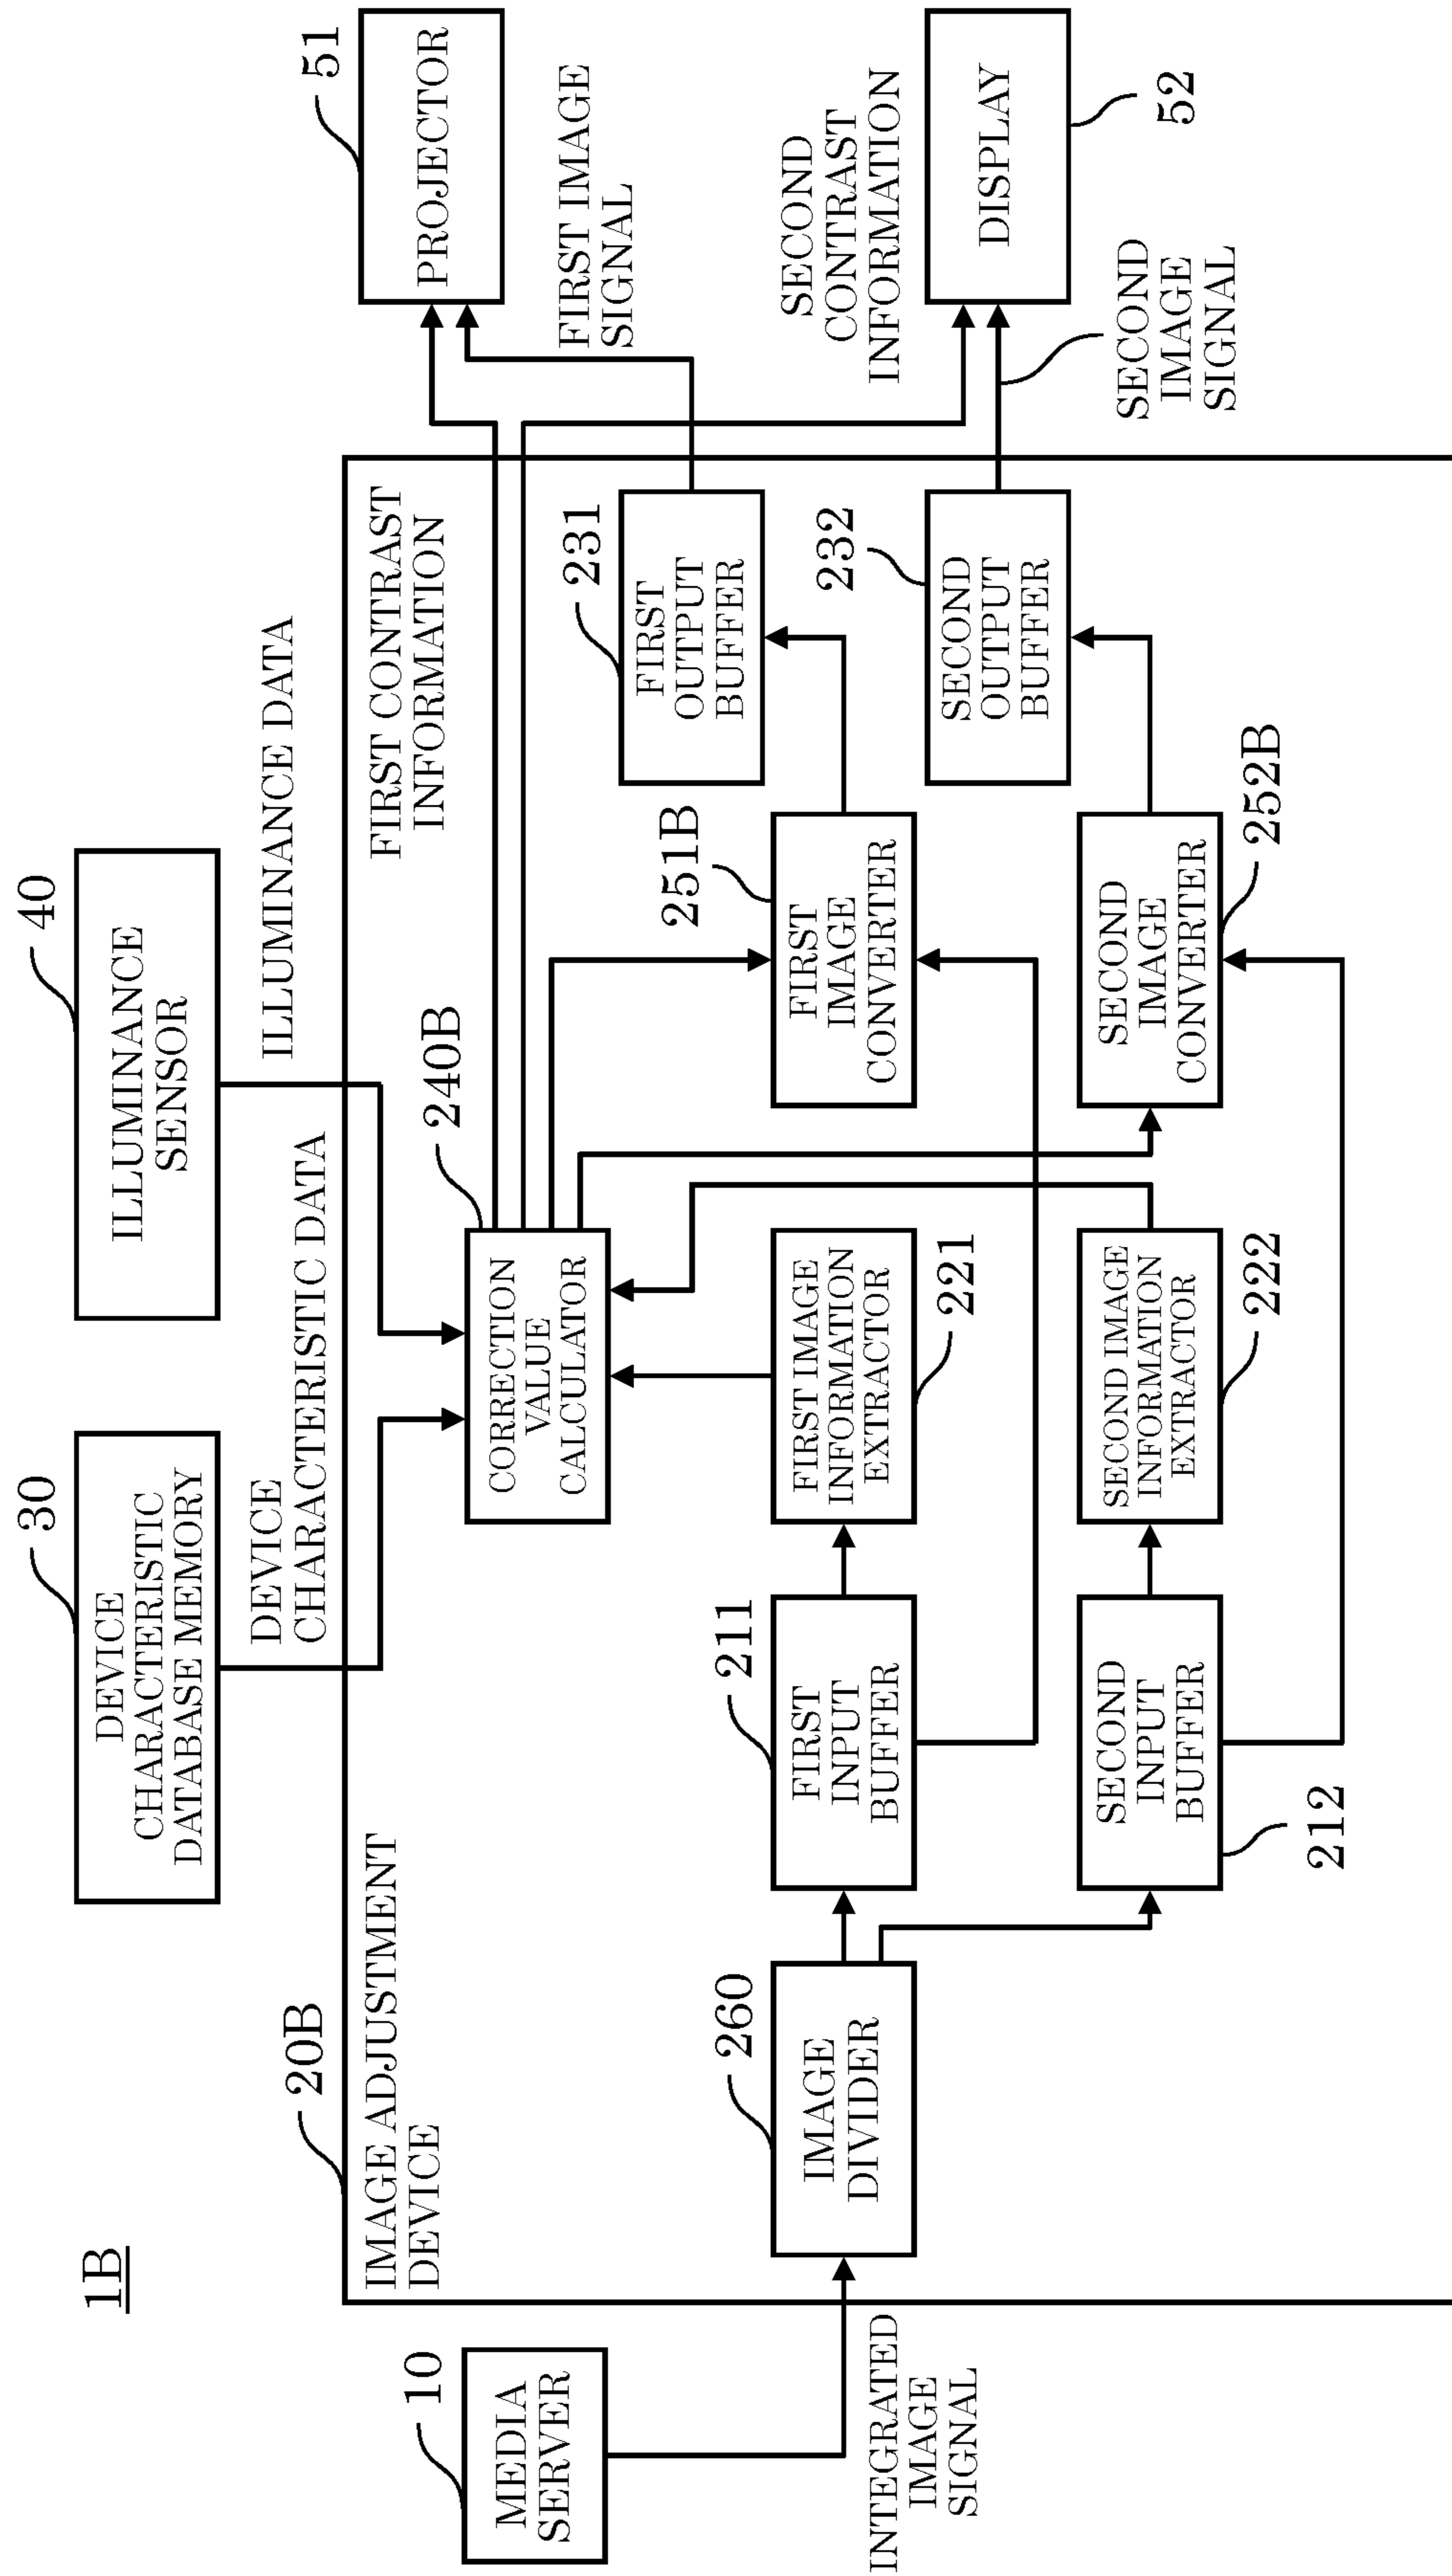 1B
10
MEDIA
SERVER
INTEGRATED
IMAGE
SIGNAL
20B
IMAGE ADJUSTMENT
DEVICE
30
DEVICE
CHARACTERISTIC
DATABASE MEMORY
DEVICE
CHARACTERISTIC DATA
40
ILLUMINANCE
SENSOR
ILLUMINANCE DATA
260
IMAGE
DIVIDER
211
FIRST
INPUT
BUFFER
SECOND
INPUT
BUFFER
212
240B
CORRECTION
VALUE
CALCULATOR
FIRST IMAGE
INFORMATION
EXTRACTOR
221
SECOND IMAGE
INFORMATION
EXTRACTOR
222
FIRST CONTRAST
INFORMATION
251B
FIRST
IMAGE
CONVERTER
SECOND
IMAGE
CONVERTER
252B
231
FIRST
OUTPUT
BUFFER
232
SECOND
OUTPUT
BUFFER
51
PROJECTOR
FIRST IMAGE
SIGNAL
SECOND
CONTRAST
INFORMATION
DISPLAY
52
SECOND
IMAGE
SIGNAL